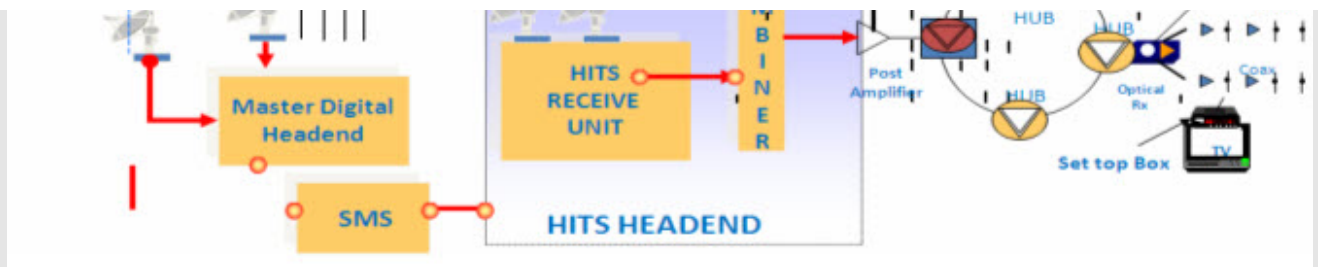 HUB
HUB
Post
Amplifier
Optical
Rx
Coax
HUB
Master Digital
Headend
HITS
RECEIVE
UNIT
B
I
N
E
R
Set top Box
TV
SMS
HITS HEADEND